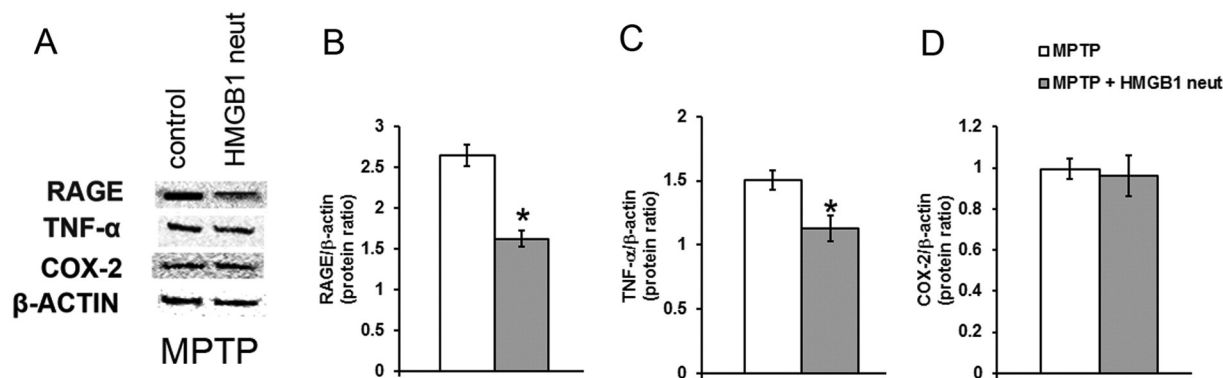 A
control
HMGB1 neut
RAGE
TNF-α
COX-2
β-ACTIN
MPTP
B
RAGE/β-actin
(protein ratio)
3
2.5
2
1.5
1
0.5
0
*
C
TNF-α/β-actin
(protein ratio)
2
1.5
1
0.5
0
*
D
MPTP
MPTP + HMGB1 neut
COX-2/β-actin
(protein ratio)
1.2
1
0.8
0.6
0.4
0.2
0